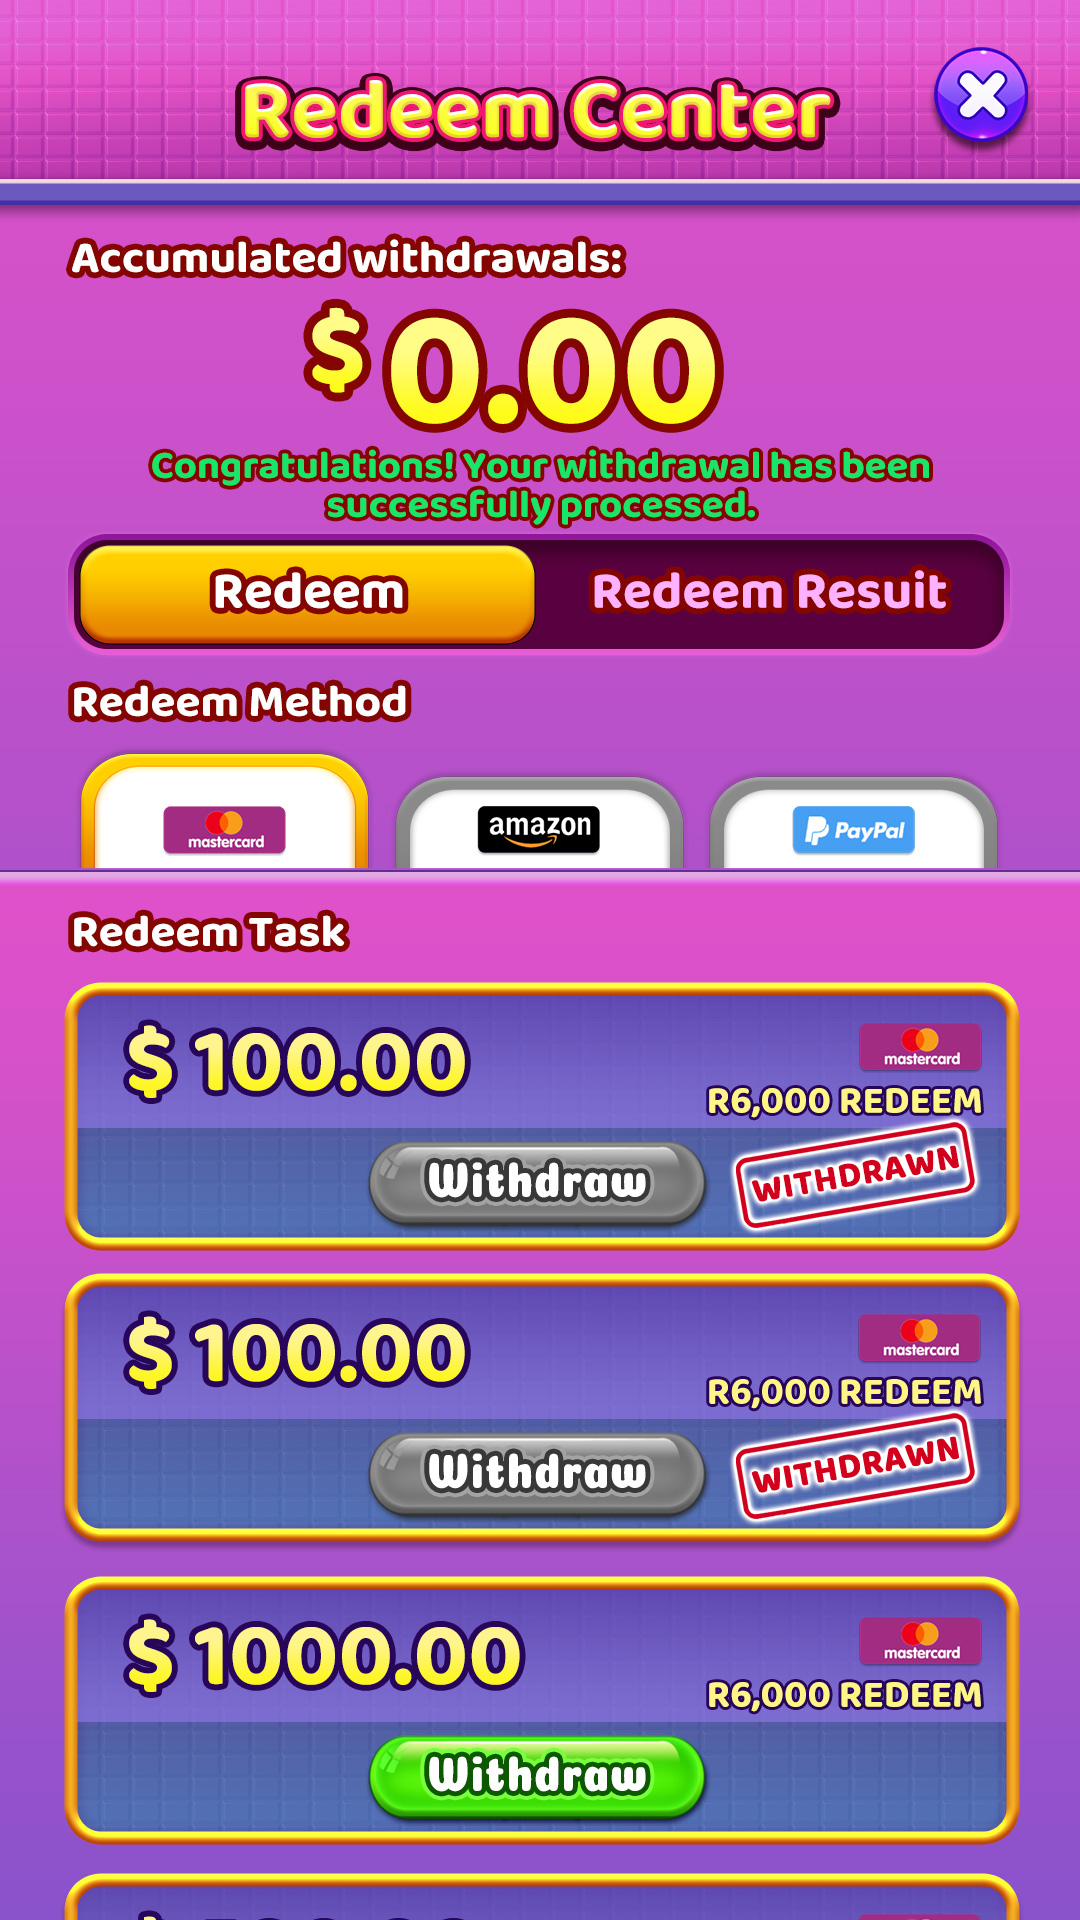 Redeem Center
Accumulated withdrawals:
$0.00
Congratulations! Your withdrawal has been
successfully processed.
Redeem
Redeem Resuit
Redeem Method
mastercard
amazon
PayPal
Redeem Task
$ 100.00
mastercard
R6,000 REDEEM
Withdraw
WITHDRAWN
$ 100.00
mastercard
R6,000 REDEEM
Withdraw
WITHDRAWN
$ 1000.00
mastercard
R6,000 REDEEM
Withdraw